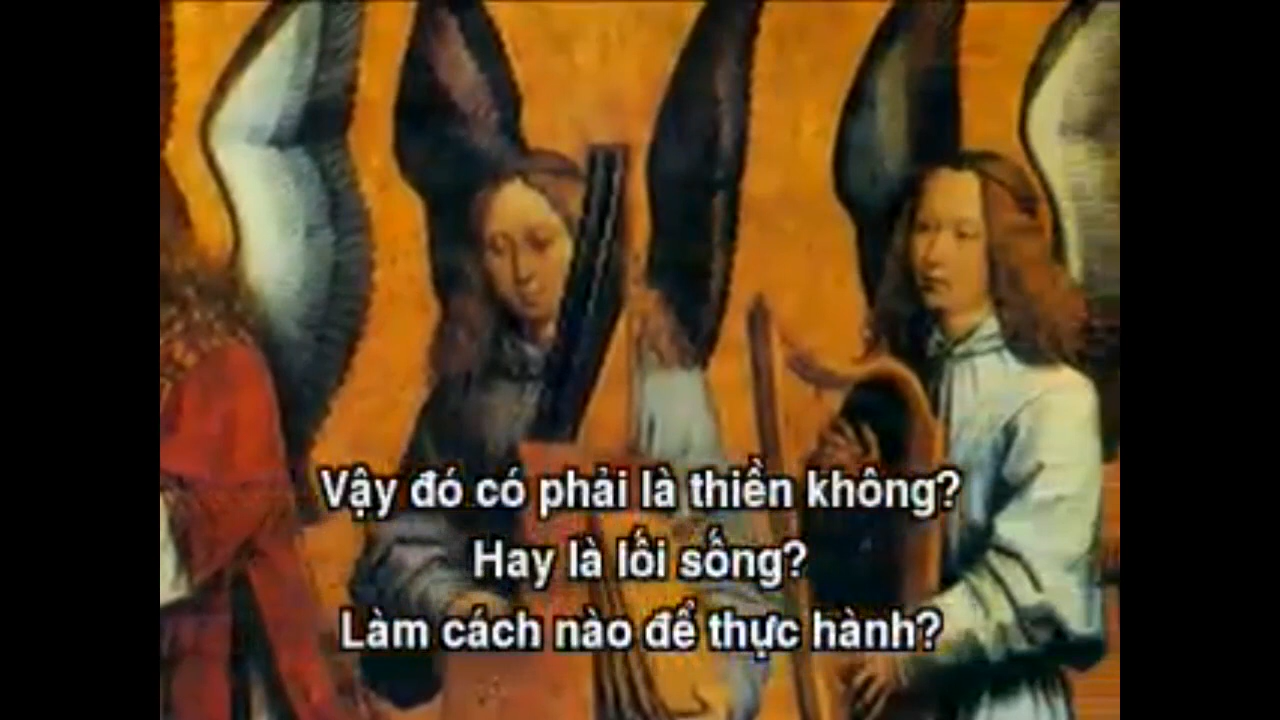 Vậy đó có phải là thiền không?
Hay là lối sống?
Làm cách nào để thực hành?